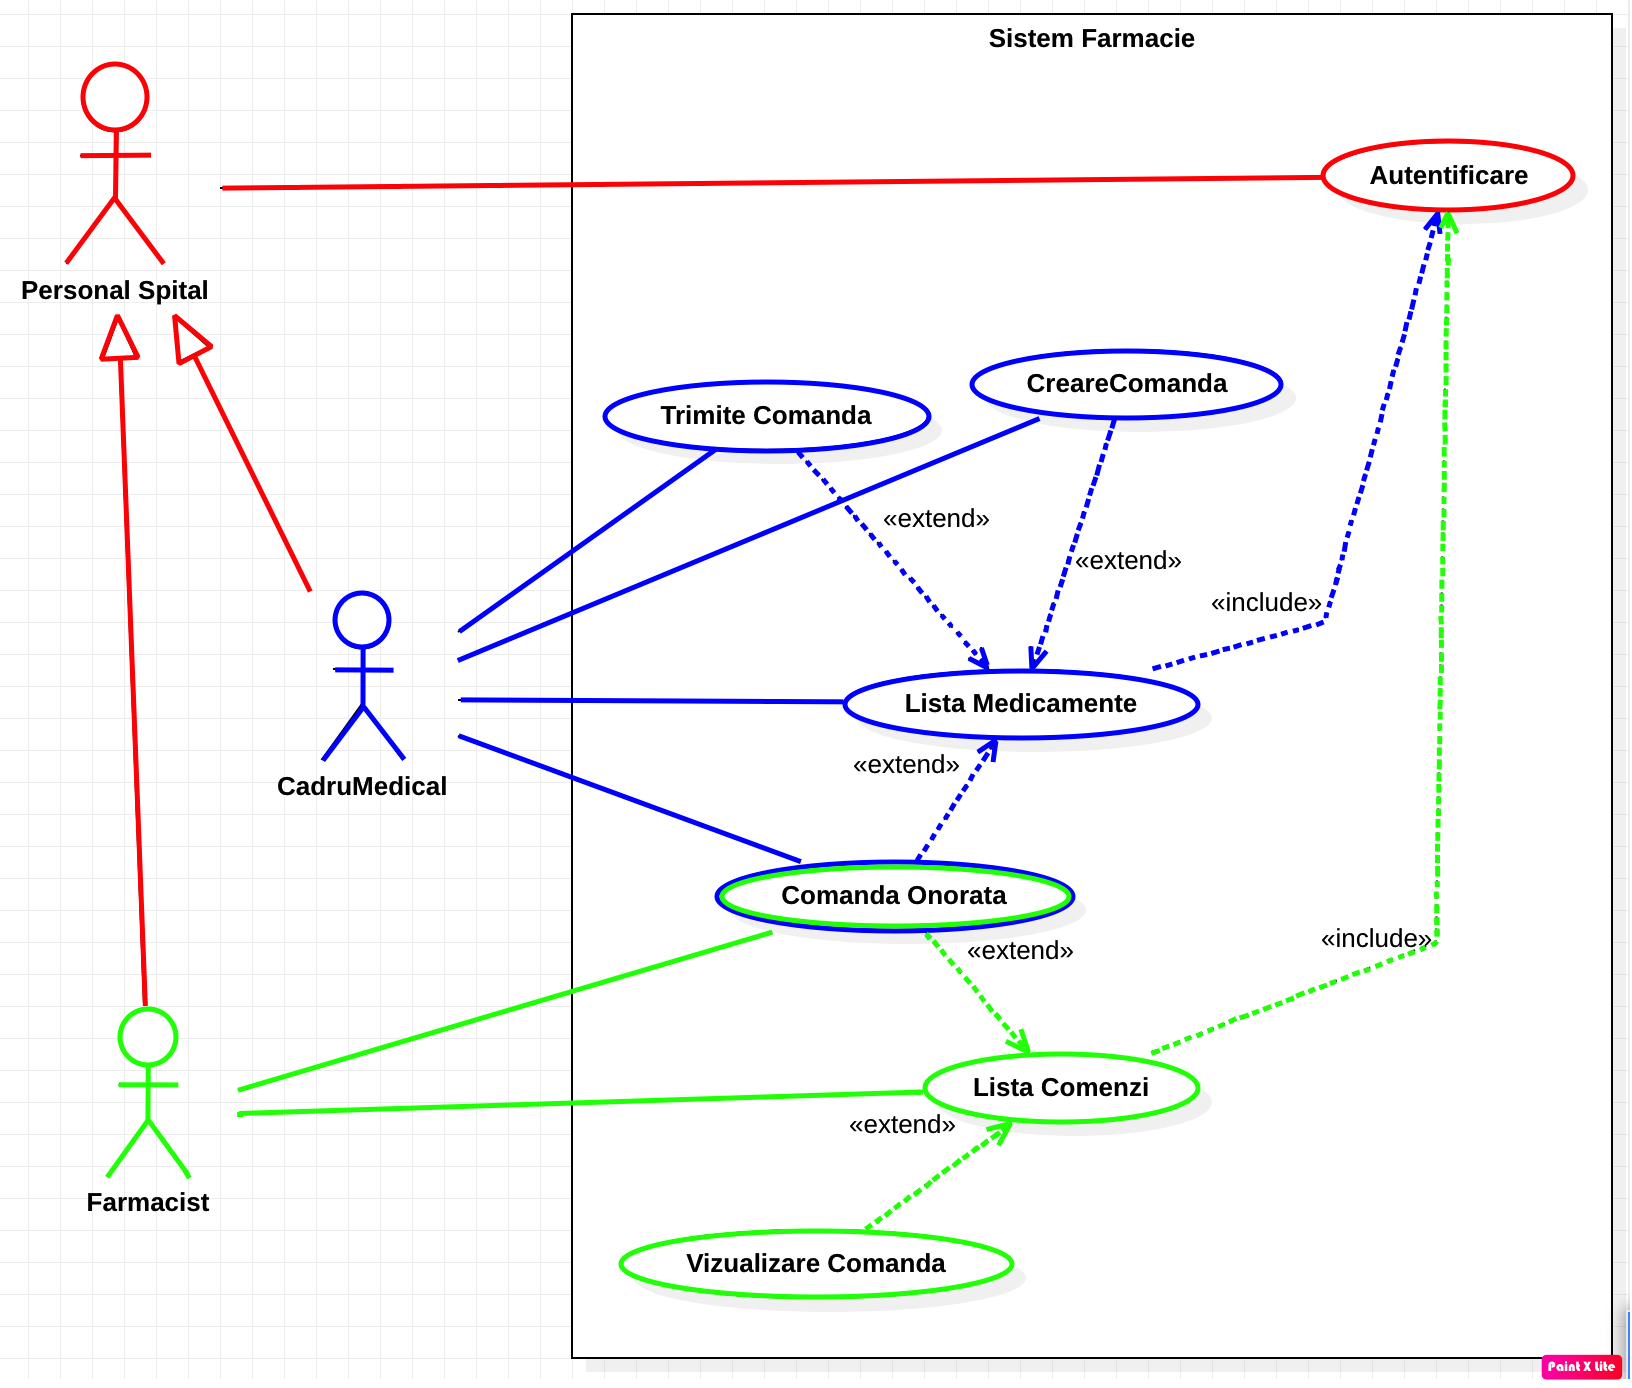 Sistem Farmacie
Autentificare
Personal Spital
CreareComanda
Trimite Comanda
«extend»
«extend»
«include»
Lista Medicamente
«extend»
CadruMedical
Comanda Onorata
«extend»
«include»
Lista Comenzi
«extend»
Farmacist
Vizualizare Comanda
Paint X Lite